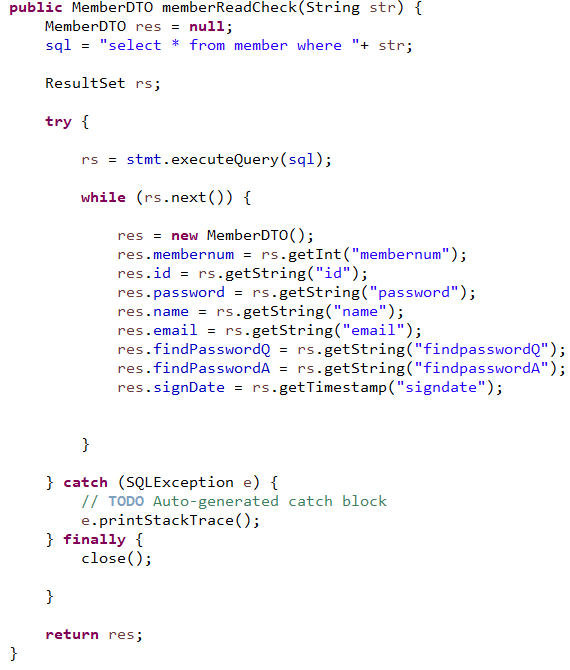 public MemberDTO memberReadCheck(String str) {
    MemberDTO res = null;
    sql = "select * from member where "+ str;
    ResultSet rs;
    try {
        rs = stmt.executeQuery(sql);
        while (rs.next()) {
            res = new MemberDTO();
            res.membernum = rs.getInt("membernum");
            res.id = rs.getString("id");
            res.password = rs.getString("password");
            res.name = rs.getString("name");
            res.email = rs.getString("email");
            res.findPasswordQ = rs.getString("findpasswordQ");
            res.findPasswordA = rs.getString("findpasswordA");
            res.signDate = rs.getTimestamp("signdate");
        }
    } catch (SQLException e) {
        // TODO Auto-generated catch block
        e.printStackTrace();
    } finally {
        close();
    }
    return res;
}